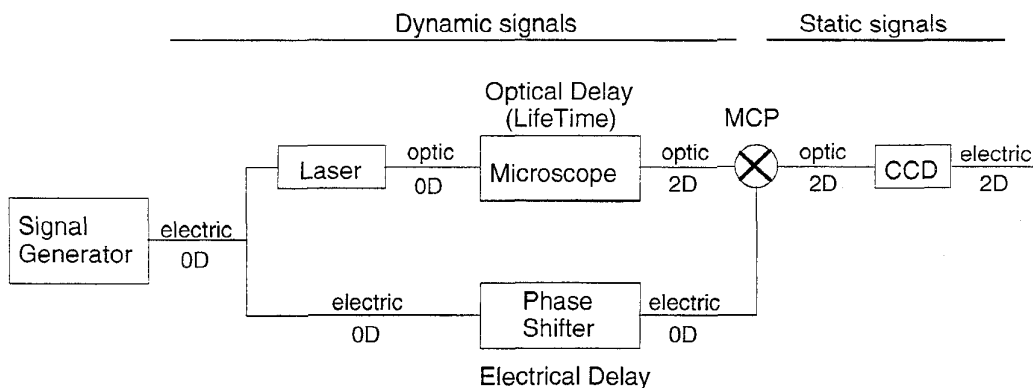 Dynamic signals
Static signals
Optical Delay
(LifeTime)
MCP
Signal
Generator
electric
0D
Laser
optic
0D
Microscope
optic
2D
optic
2D
CCD
electric
2D
electric
0D
Phase
Shifter
electric
0D
Electrical Delay